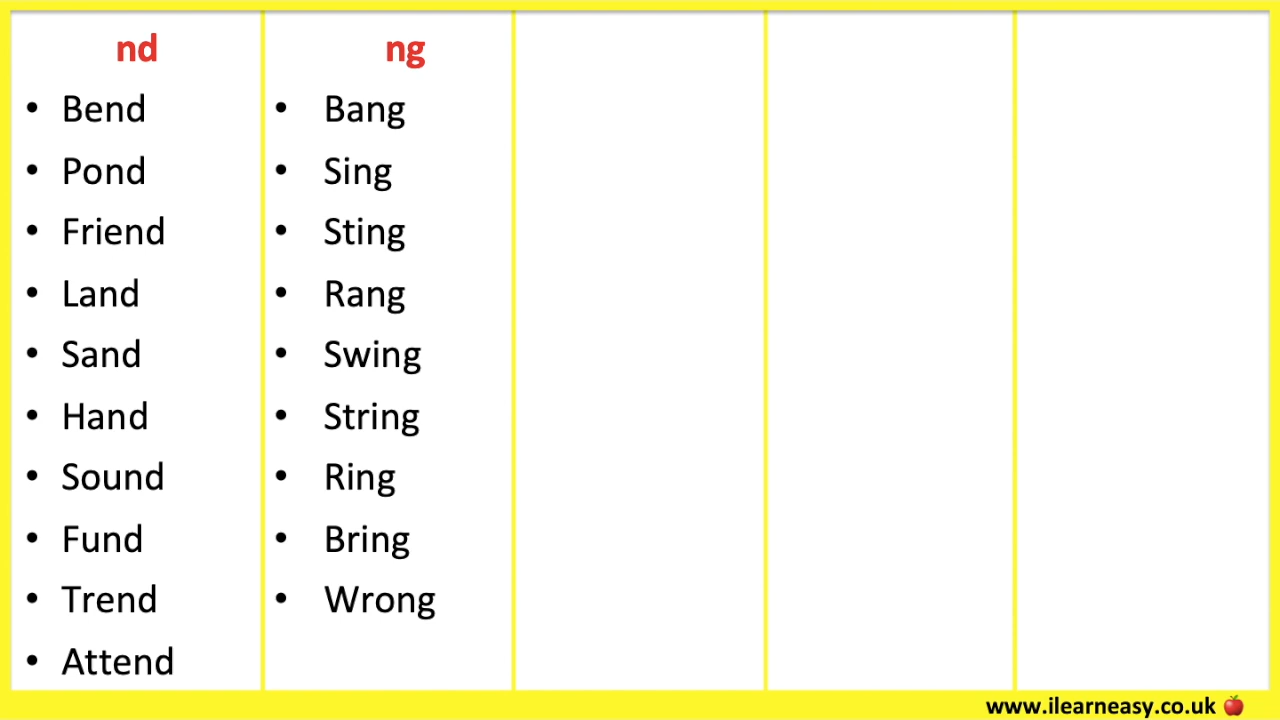 nd
• Bend
• Pond
• Friend
• Land
• Sand
• Hand
• Sound
• Fund
• Trend
• Attend
ng
• Bang
• Sing
• Sting
• Rang
• Swing
• String
• Ring
• Bring
• Wrong
www.ilearneasy.co.uk